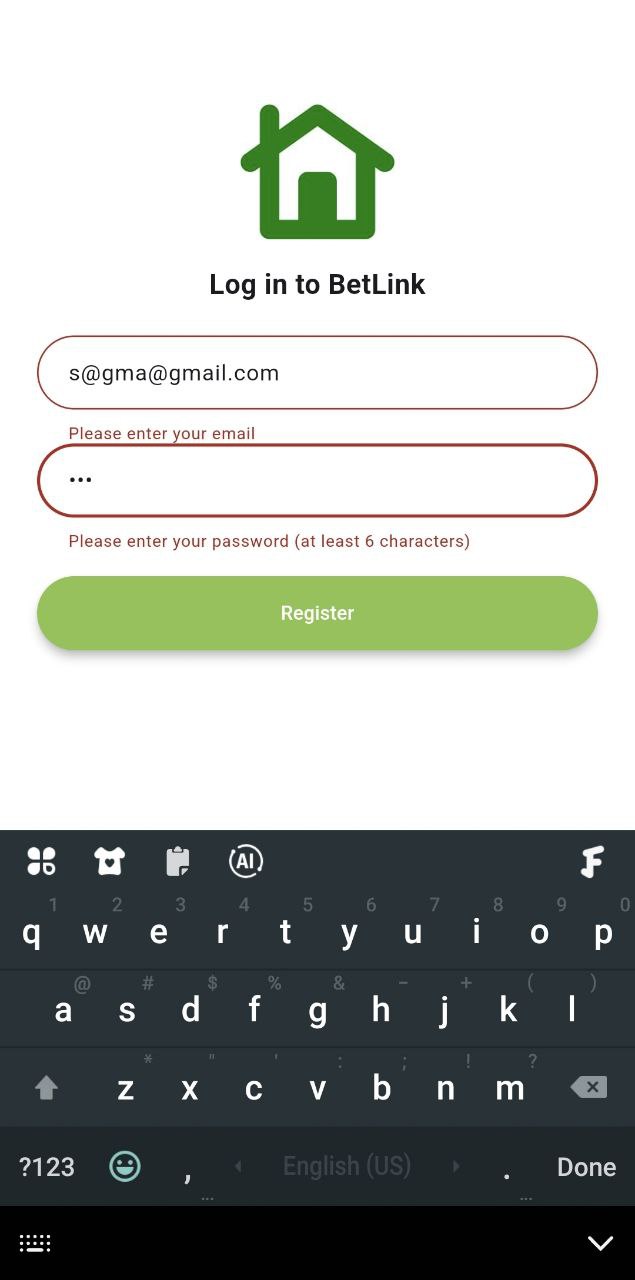 Log in to BetLink
s@gma@gmail.com
Please enter your email
•••
Please enter your password (at least 6 characters)
Register
AI
1 2 3 4 5 6 7 8 9 0
q w e r t y u i o p
@ # $ % & − + ( )
a s d f g h j k l
* " ' : ; ! ?
z x c v b n m
?123 , English (US) . Done
... ...